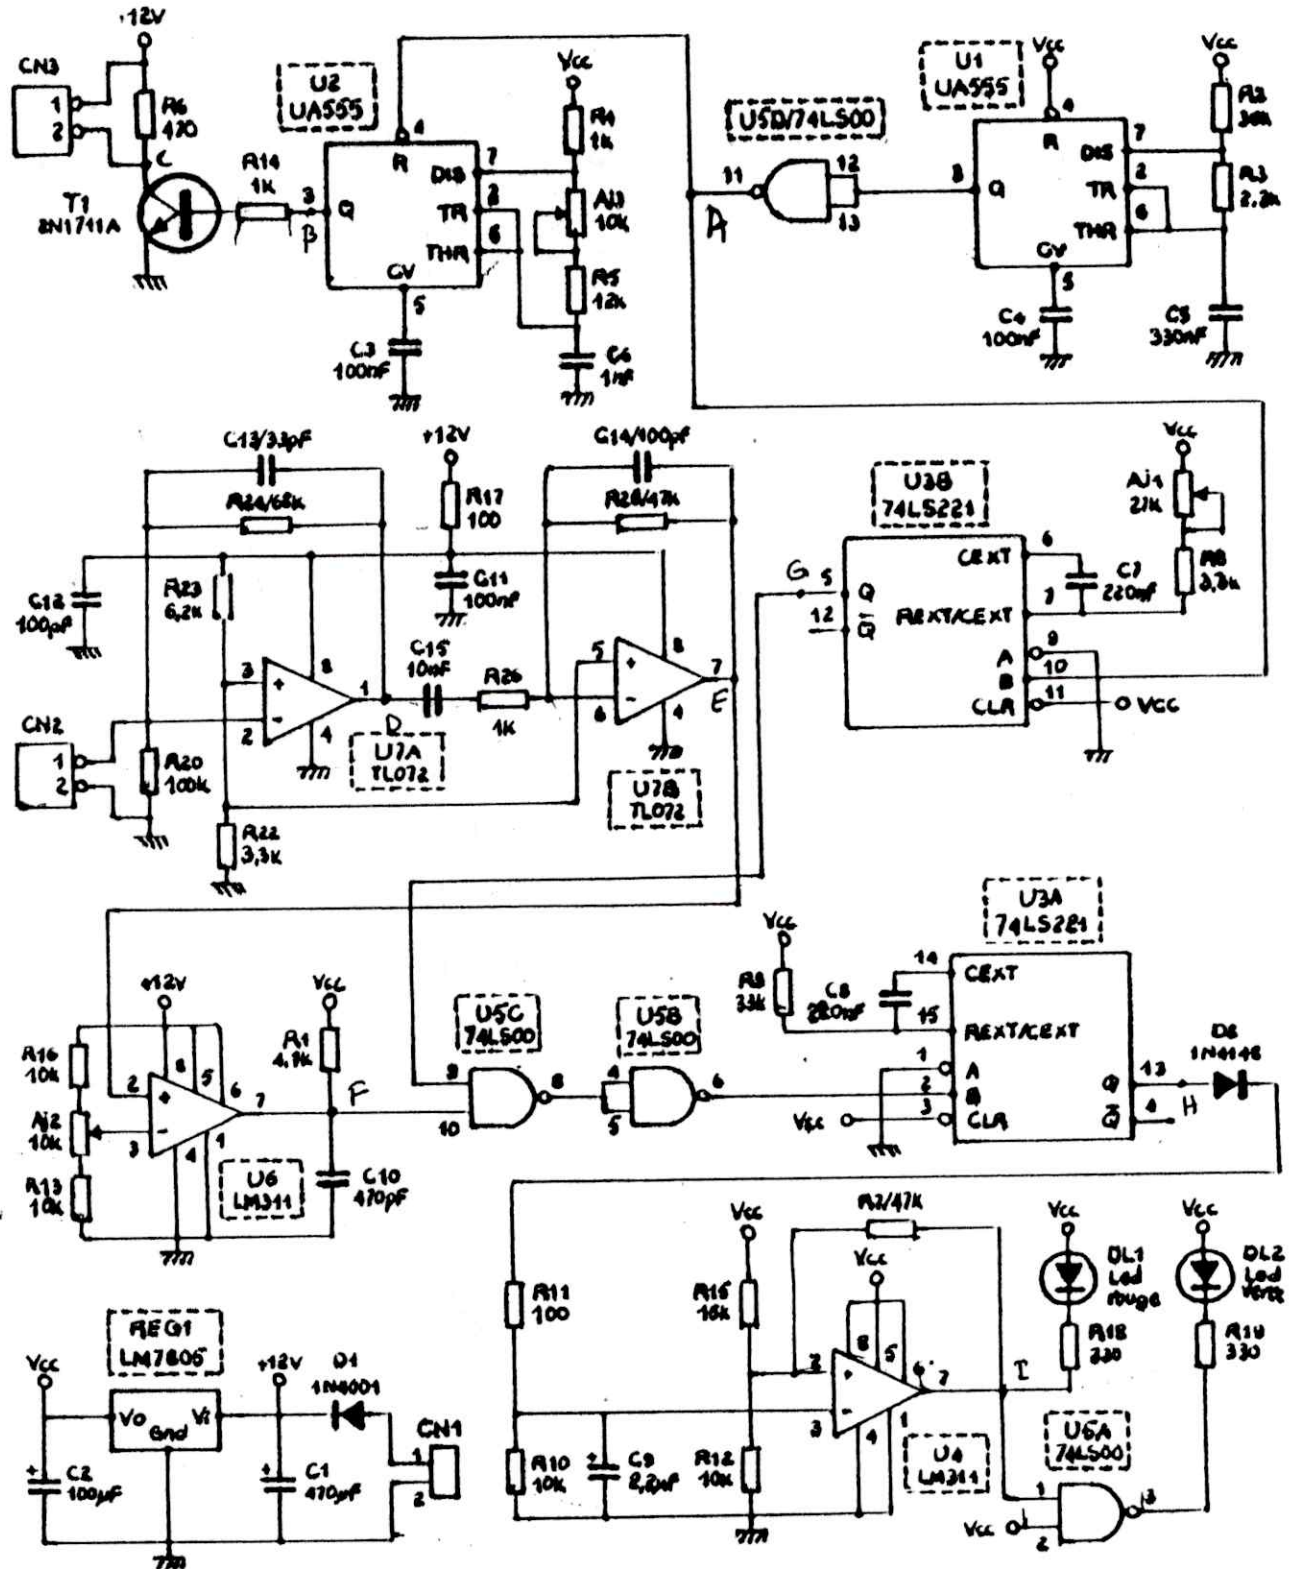 +12V
CN3
1
2
R6
470
C
T1
2N1711A
R14
1K
3
B
U2
UA555
4
R
Q
DIS
TR
THR
CV
7
2
6
5
C3
100nF
Vcc
R4
1K
AJ3
10K
R5
12K
C6
1nF
A
U5D/74LS00
11
12
13
U1
UA555
Vcc
4
R
3
Q
DIS
TR
THR
CV
7
2
6
5
C4
100nF
Vcc
R2
R3
2.2K
C5
330nF
C13/33pF
R24/68K
+12V
R17
100
C11
100nF
C14/100pF
R28/47K
C12
100pF
R23
6,2K
3
+
2
-
8
4
1
D
U7A
TL072
C15
10nF
R26
1K
5
+
6
-
8
4
7
E
U7B
TL072
CN2
1
2
R20
100K
R22
3,3K
U3B
74LS221
G
5
Q
12
Q
CEXT
REXT/CEXT
A
B
CLR
6
7
9
10
11
C7
220nF
Vcc
AJ1
R8
3,3K
Vcc
+12V
R16
10K
AJ2
10K
R13
10K
2
+
3
-
8
5
6
7
4
1
U6
LM311
Vcc
R1
F
C10
470pF
U5C
74LS00
9
10
8
U5B
74LS00
4
5
6
U3A
74LS221
Vcc
R9
33K
C8
14
CEXT
15
REXT/CEXT
1
A
2
B
3
CLR
Vcc
Q
13
Q
4
H
1N4148
R11
100
R10
10K
C9
2,2µF
Vcc
R15
R12
10K
R7/47K
Vcc
2
+
3
-
8
5
6
7
4
1
U4
LM311
I
Vcc
DL1
Led
rouge
R18
330
Vcc
DL2
Led
verte
R19
330
U5A
74LS00
1
2
3
Vcc
REG1
LM7805
Vcc
Vo
Gnd
Vi
+12V
D1
1N4001
CN1
1
2
+
C2
100µF
+
C1
470µF